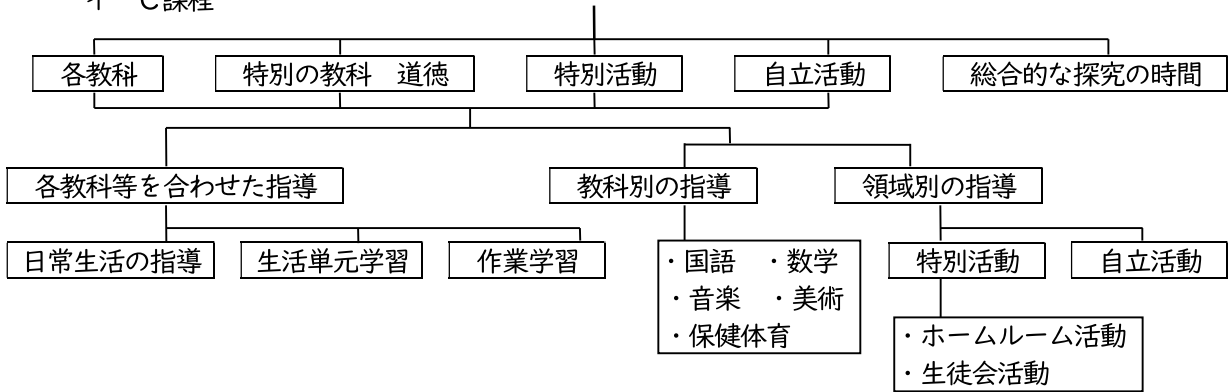 イ　C課程
各教科　特別の教科　道徳　特別活動　自立活動　総合的な探究の時間
各教科等を合わせた指導　教科別の指導　領域別の指導
日常生活の指導　生活単元学習　作業学習　特別活動　自立活動
・国語　・数学
・音楽　・美術
・保健体育
・ホームルーム活動
・生徒会活動